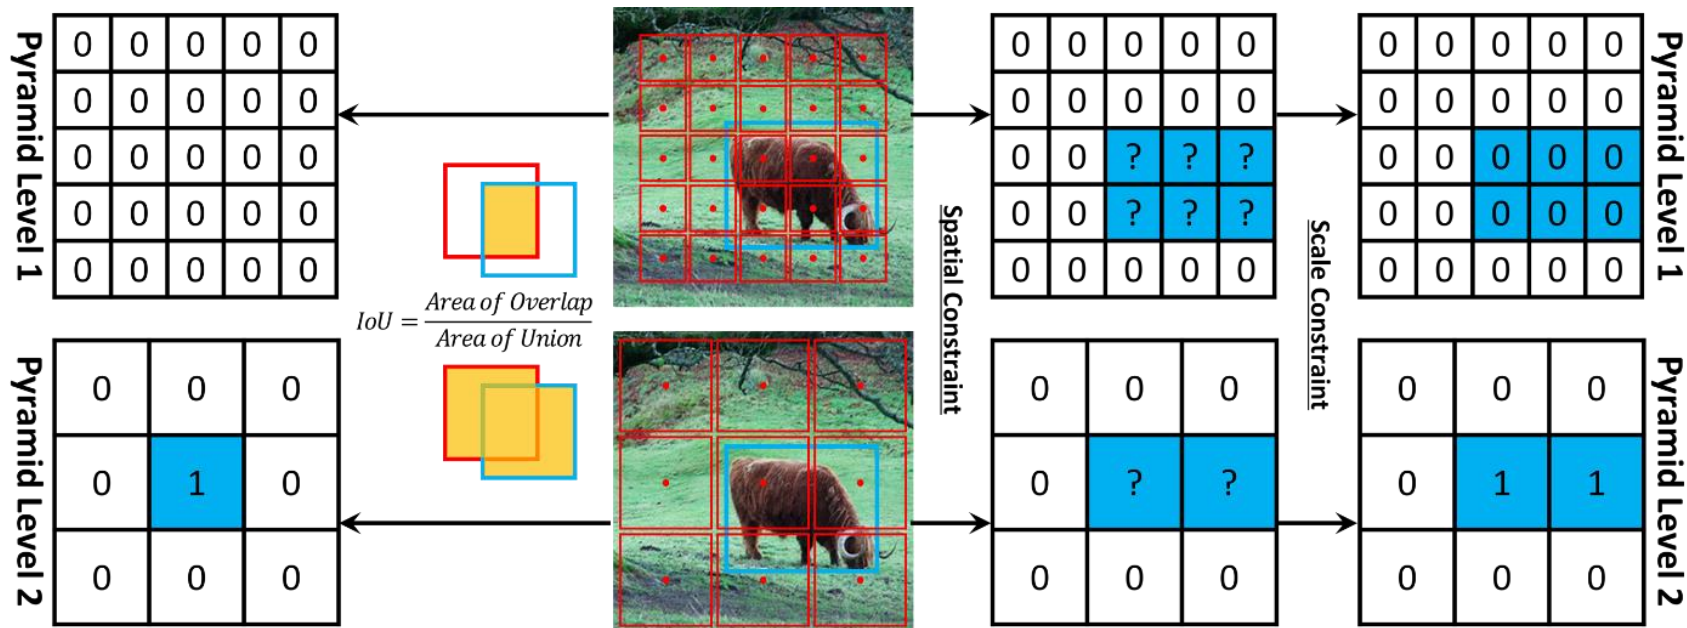 Pyramid Level 1
0 0 0 0 0
0 0 0 0 0
0 0 0 0 0
0 0 0 0 0
0 0 0 0 0
Pyramid Level 2
0 0 0
0 1 0
0 0 0
IoU = Area of Overlap
Area of Union
Spatial Constraint
0 0 0 0 0
0 0 0 0 0
0 0 ? ? ?
0 0 ? ? ?
0 0 0 0 0
0 0 0
0 ? ?
0 0 0
Scale Constraint
0 0 0 0 0
0 0 0 0 0
0 0 0 0 0
0 0 0 0 0
0 0 0 0 0
Pyramid Level 1
0 0 0
0 1 1
0 0 0
Pyramid Level 2